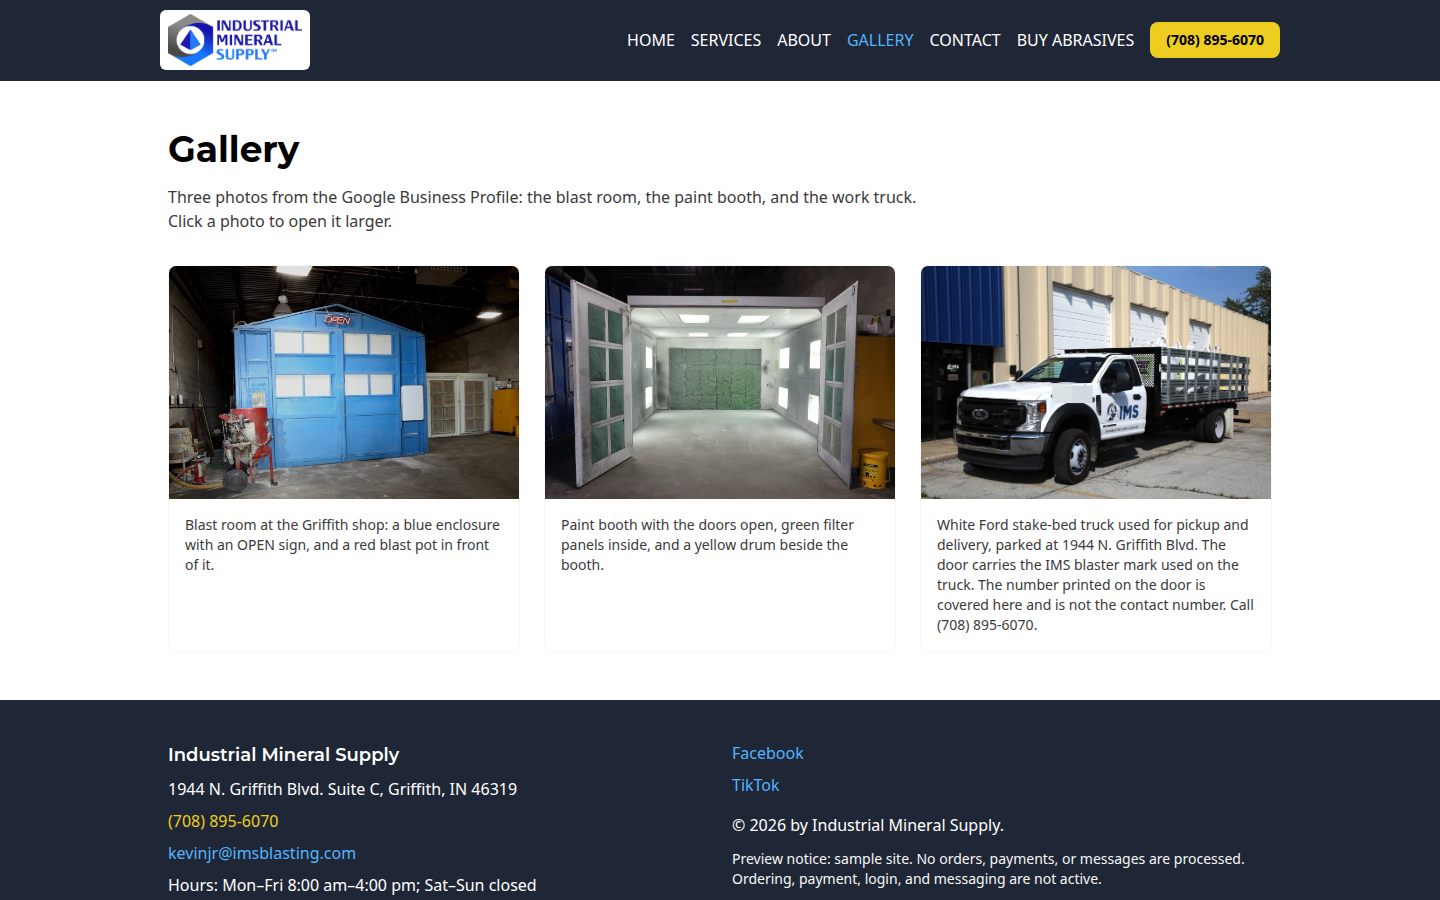 INDUSTRIAL
MINERAL
SUPPLY™
HOME SERVICES ABOUT GALLERY CONTACT BUY ABRASIVES (708) 895-6070
Gallery
Three photos from the Google Business Profile: the blast room, the paint booth, and the work truck.
Click a photo to open it larger.
OPEN
IMS
Blast room at the Griffith shop: a blue enclosure
with an OPEN sign, and a red blast pot in front
of it.
Paint booth with the doors open, green filter
panels inside, and a yellow drum beside the
booth.
White Ford stake-bed truck used for pickup and
delivery, parked at 1944 N. Griffith Blvd. The
door carries the IMS blaster mark used on the
truck. The number printed on the door is
covered here and is not the contact number. Call
(708) 895-6070.
Industrial Mineral Supply
1944 N. Griffith Blvd. Suite C, Griffith, IN 46319
(708) 895-6070
kevinjr@imsblasting.com
Hours: Mon–Fri 8:00 am–4:00 pm; Sat–Sun closed
Facebook
TikTok
© 2026 by Industrial Mineral Supply.
Preview notice: sample site. No orders, payments, or messages are processed.
Ordering, payment, login, and messaging are not active.